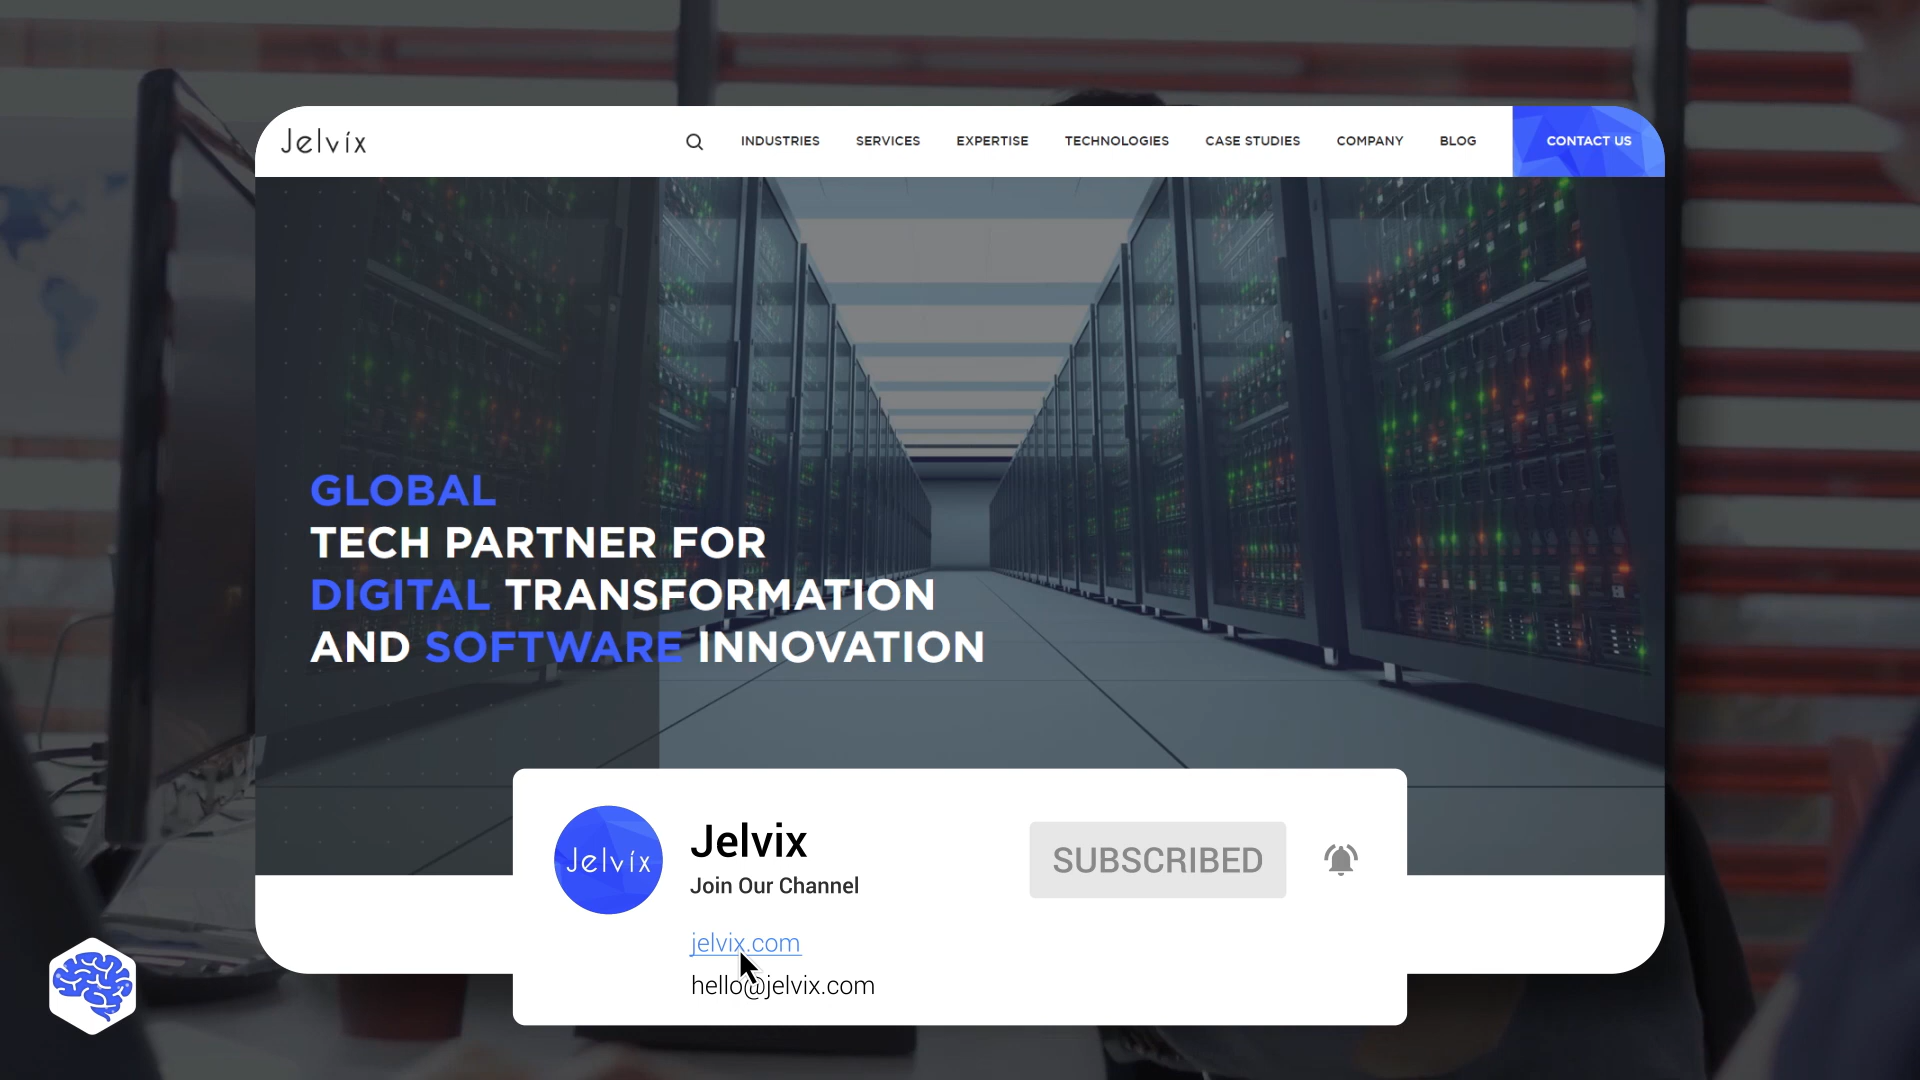 Jelvix
INDUSTRIES SERVICES EXPERTISE TECHNOLOGIES CASE STUDIES COMPANY BLOG CONTACT US
GLOBAL
TECH PARTNER FOR
DIGITAL TRANSFORMATION
AND SOFTWARE INNOVATION
Jelvix
Jelvix
Join Our Channel
SUBSCRIBED
jelvix.com
hello@jelvix.com